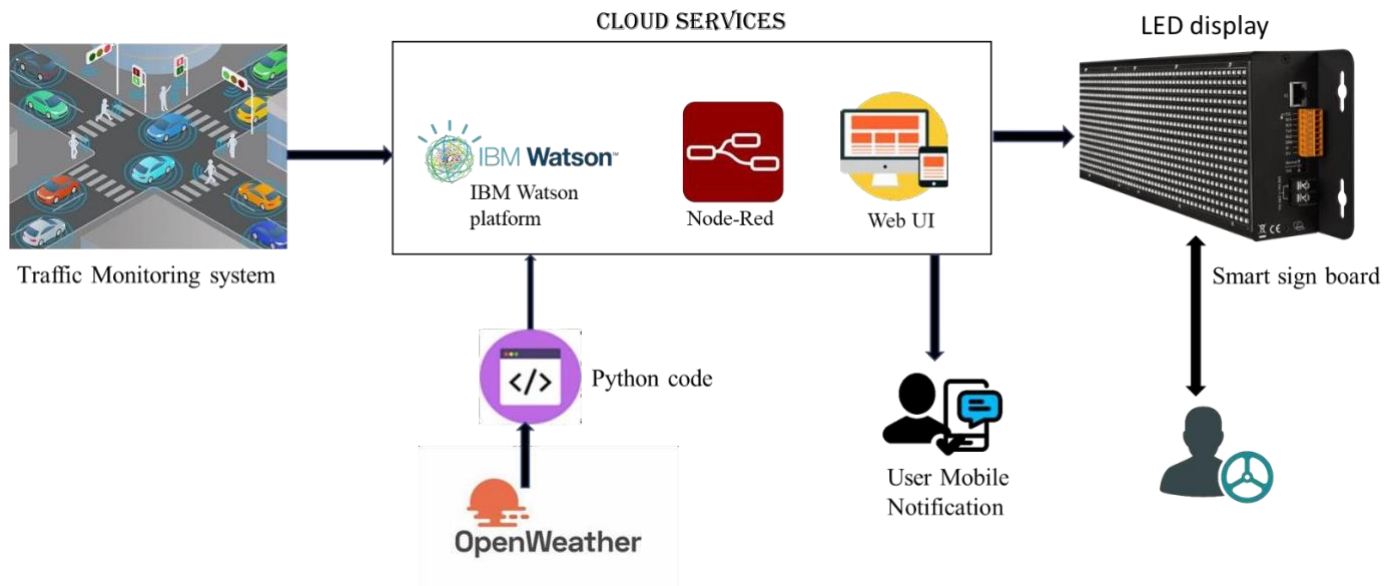 CLOUD SERVICES
LED display
IBM Watson™
IBM Watson
platform
Node-Red
Web UI
Traffic Monitoring system
Smart sign board
Python code
</>
User Mobile
Notification
OpenWeather